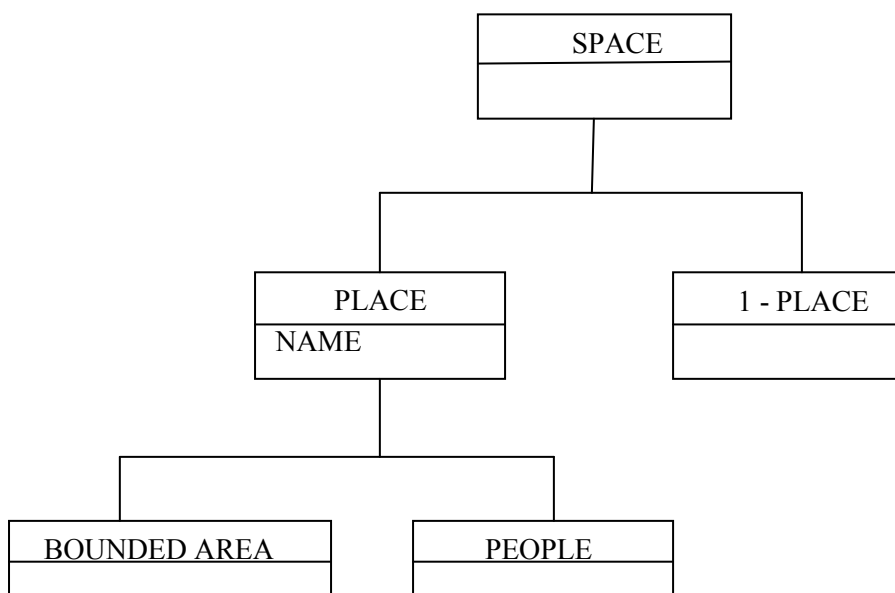 SPACE
PLACE
1 - PLACE
NAME
BOUNDED AREA
PEOPLE